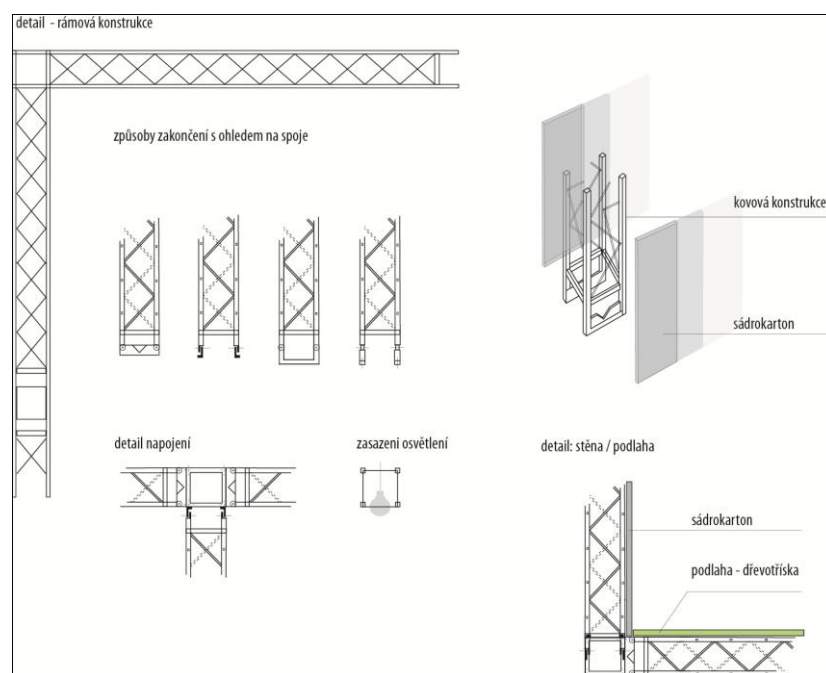 detail - rámová konstrukce
způsoby zakončení s ohledem na spoje
kovová konstrukce
sádrokarton
detail napojení
zasazeni osvětlení
detail: stěna / podlaha
sádrokarton
podlaha - dřevotříska